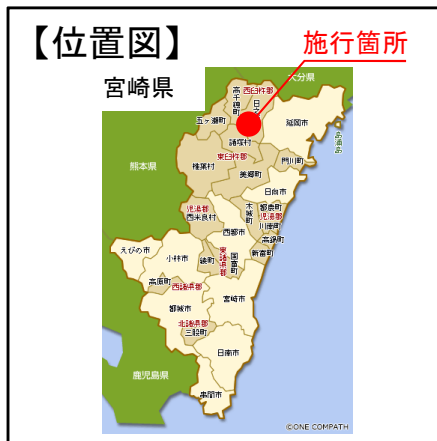 【位置図】
施行箇所
宮崎県
大分県
西臼杵郡
高千穂町
日之
五ヶ瀬町
延岡市
島浦島
諸塚村
東臼杵郡
熊本県
椎葉村
門川町
美郷町
日向市
児湯郡
西米良村
木城町
都農町
児湯郡
川南町
西都市
高鍋町
えびの市
小林市
綾町
東諸県郡
国富町
新富町
高原町
西諸県郡
宮崎市
都城市
北諸県郡
三股町
日南市
鹿児島県
串間市
©ONE COMPATH